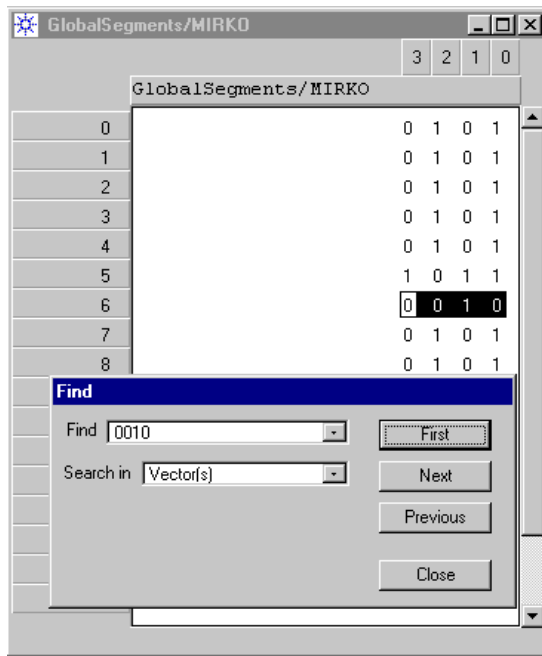 GlobalSegments/MIRKO
3 2 1 0
GlobalSegments/MIRKO
0 0 1 0 1
1 0 1 0 1
2 0 1 0 1
3 0 1 0 1
4 0 1 0 1
5 1 0 1 1
6 0 0 1 0
7 0 1 0 1
8 0 1 0 1
Find
Find 0010 First
Search in Vector(s) Next
Previous
Close